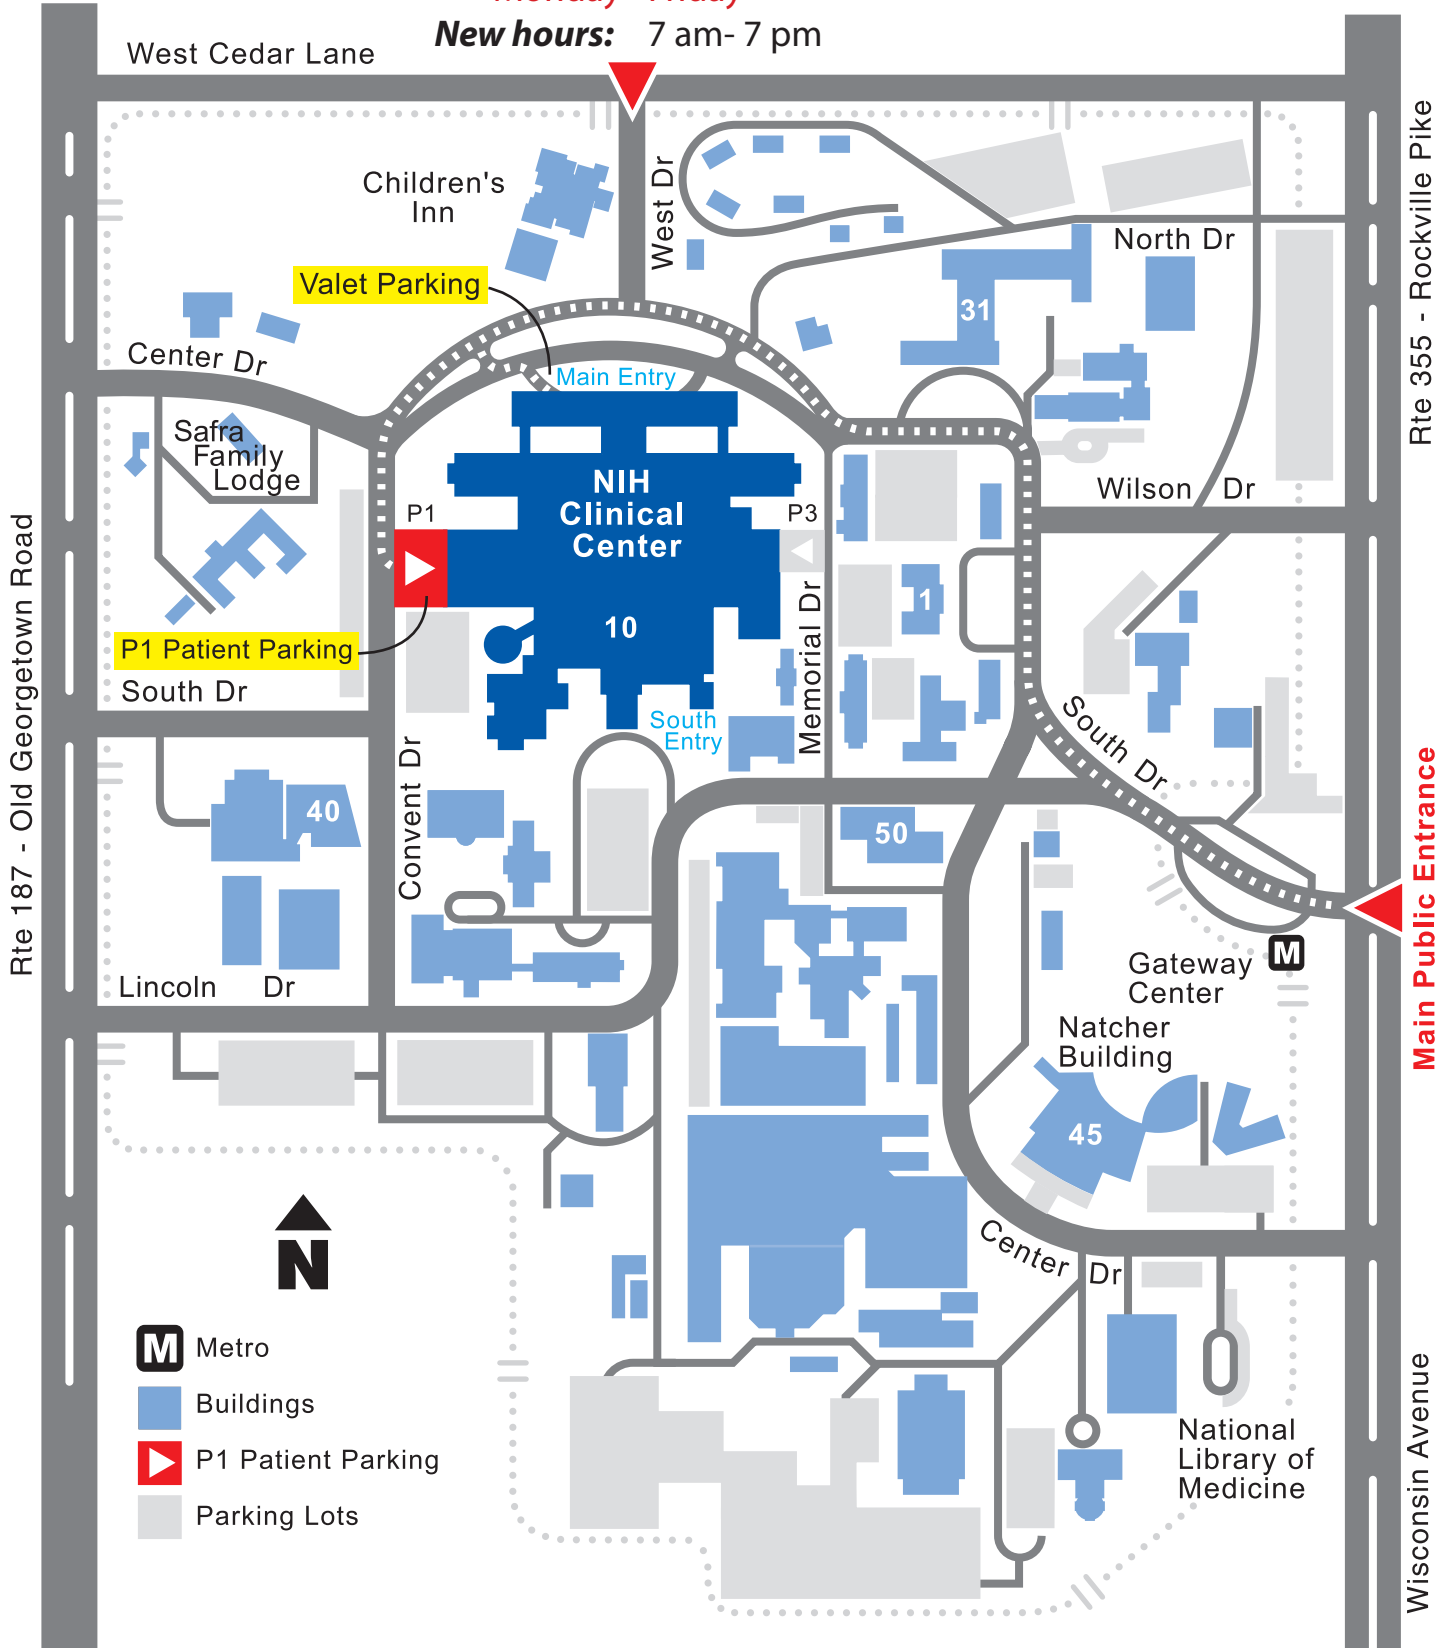 Monday - Friday
New hours: 7 am- 7 pm
West Cedar Lane
Rte 355 - Rockville Pike
West Dr
Children's
Inn
North Dr
Valet Parking
31
Center Dr
Main Entry
Safra
Family
Lodge
NIH
Clinical
Center
Wilson Dr
P1
P3
10
1
Rte 187 - Old Georgetown Road
P1 Patient Parking
South Dr
Memorial Dr
South
Entry
South Dr
Convent Dr
40
50
Main Public Entrance
M
Gateway
Center
Lincoln Dr
Natcher
Building
45
Center Dr
N
M Metro
Buildings
P1 Patient Parking
Parking Lots
National
Library of
Medicine
Wisconsin Avenue